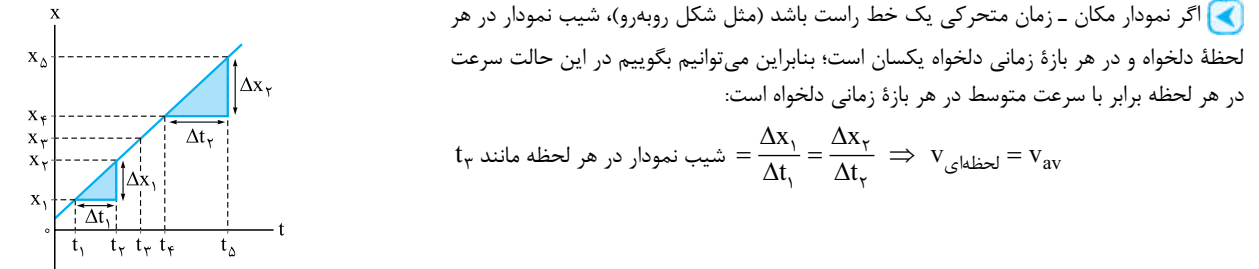 اگر نمودار مکان ـ زمان متحرکی یک خط راست باشد (مثل شکل روبه‌رو)، شیب نمودار در هر
لحظهٔ دلخواه و در هر بازهٔ زمانی دلخواه یکسان است؛ بنابراین می‌توانیم بگوییم در این حالت سرعت
در هر لحظه برابر با سرعت متوسط در هر بازهٔ زمانی دلخواه است:
t۳ شیب نمودار در هر لحظه مانند = Δx۱/Δt۱ = Δx۲/Δt۲ ⇒ vلحظه‌ای = vav
x
x۵
Δx۲
x۴
Δt۲
x۳
x۲
Δx۱
x۱
Δt۱
۰
t
t۱ t۲ t۳ t۴ t۵